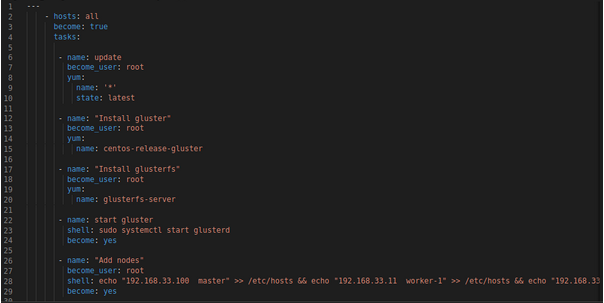 1 ---
2 - hosts: all
3 become: true
4 tasks:
5
6 - name: update
7 become_user: root
8 yum:
9 name: '*'
10 state: latest
11
12 - name: "Install gluster"
13 become_user: root
14 yum:
15 name: centos-release-gluster
16
17 - name: "Install glusterfs"
18 become_user: root
19 yum:
20 name: glusterfs-server
21
22 - name: start gluster
23 shell: sudo systemctl start glusterd
24 become: yes
25
26 - name: "Add nodes"
27 become_user: root
28 shell: echo "192.168.33.100  master" >> /etc/hosts && echo "192.168.33.11  worker-1" >> /etc/hosts && echo "192.168.33
29 become: yes
30